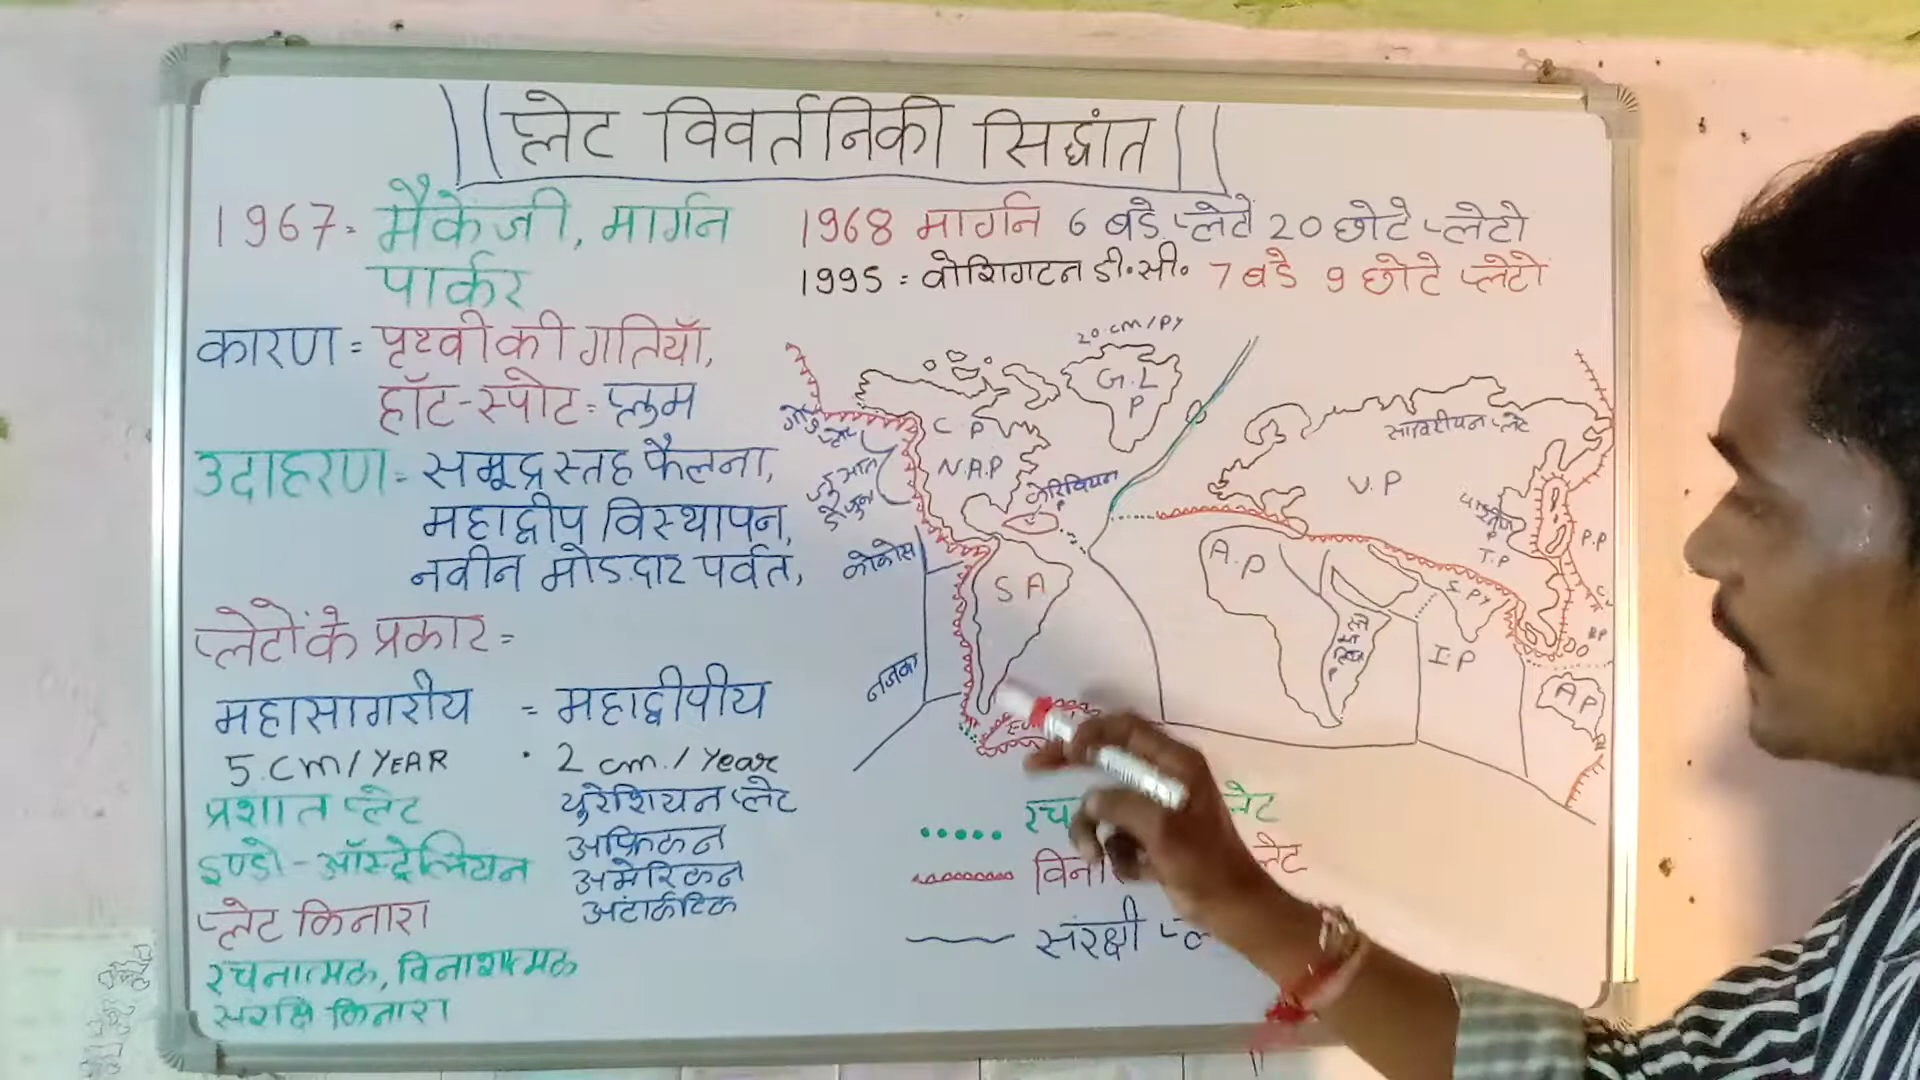 प्लेट विवर्तनिकी सिद्धांत
1967 = मैकेंजी, मार्गन
पार्कर
1968 मार्गन 6 बडे प्लेटें 20 छोटे प्लेटो
1995 = वोशिगटन डी॰सी॰ 7 बडे 9 छोटे प्लेटो
कारण = पृथ्वी की गतियॉ,
हॉट-स्पोट = प्लुम
उदाहरण = समूद्र स्तह फैलना,
महाद्वीप विस्थापन,
नवीन मोडदार पर्वत,
प्लेटों के प्रकार =
महासागरीय = महाद्वीपीय
5.cm/YEAR · 2 cm./Year
प्रशात प्लेट
इण्डो-ऑस्ट्रेलियन
यूरेशियन प्लेट
अफ्रिकन
अमेरिकन
अंटार्कटिक
प्लेट किनारा
रचनात्मक, विनाशात्मक
संरक्षि किनारा
20 cm/Py
G.L
P
C P
N.A.P
केरिबियन
P
कोकोस
नजका
S A
साइबेरीयन प्लेट
U.P
T.P
P.P
A.P
I.P
A P
लेट
लेट
संरक्षी